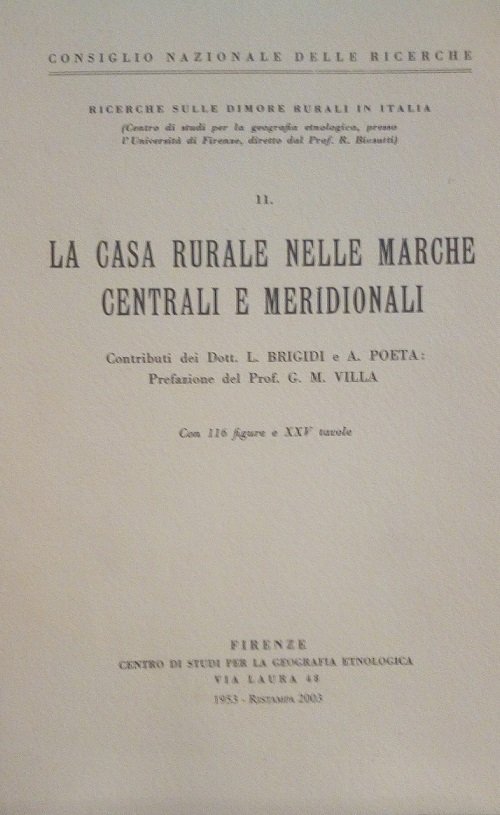 CONSIGLIO NAZIONALE DELLE RICERCHE
RICERCHE SULLE DIMORE RURALI IN ITALIA
(Centro di studi per la geografia etnologica, presso
l'Università di Firenze, diretto dal Prof. R. Biasutti)
11.
LA CASA RURALE NELLE MARCHE
CENTRALI E MERIDIONALI
Contributi dei Dott. L. BRIGIDI e A. POETA:
Prefazione del Prof. G. M. VILLA
Con 116 figure e XXV tavole
FIRENZE
CENTRO DI STUDI PER LA GEOGRAFIA ETNOLOGICA
VIA LAURA 48
1953 - RISTAMPA 2003